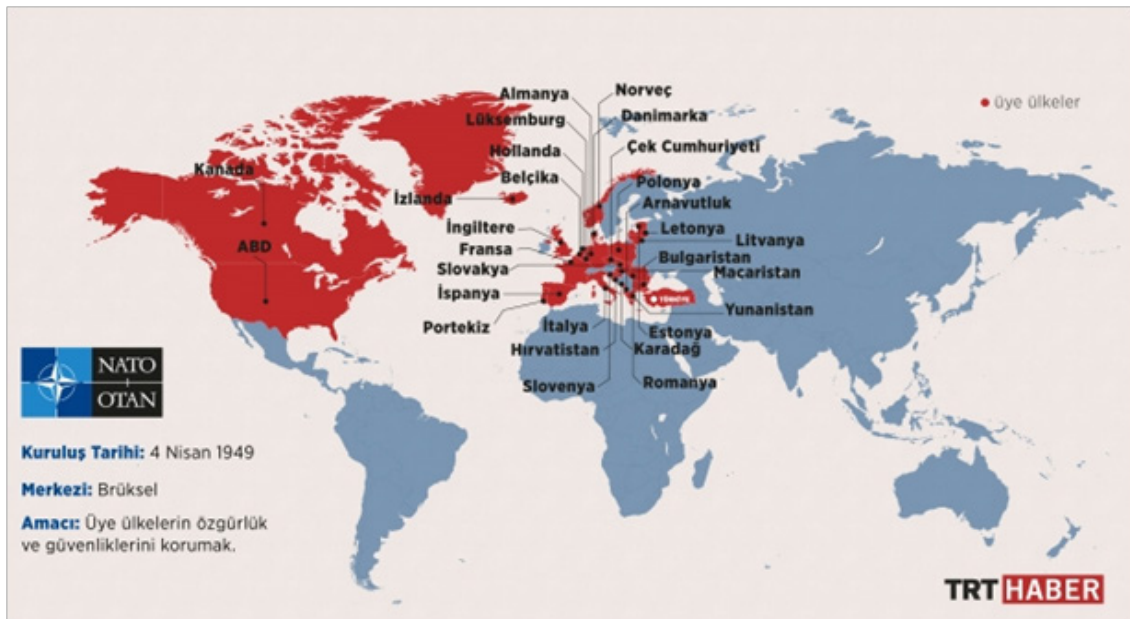 Almanya
Norveç
üye ülkeler
Lüksemburg
Danimarka
Hollanda
Çek Cumhuriyeti
Kanada
Belçika
Polonya
İzlanda
Arnavutluk
İngiltere
Letonya
ABD
Litvanya
Fransa
Bulgaristan
Slovakya
Macaristan
İspanya
TÜRKİYE
Yunanistan
Portekiz
İtalya
Estonya
Hırvatistan
Karadağ
Slovenya
Romanya
NATO
OTAN
Kuruluş Tarihi: 4 Nisan 1949
Merkezi: Brüksel
Amacı: Üye ülkelerin özgürlük
ve güvenliklerini korumak.
TRT HABER